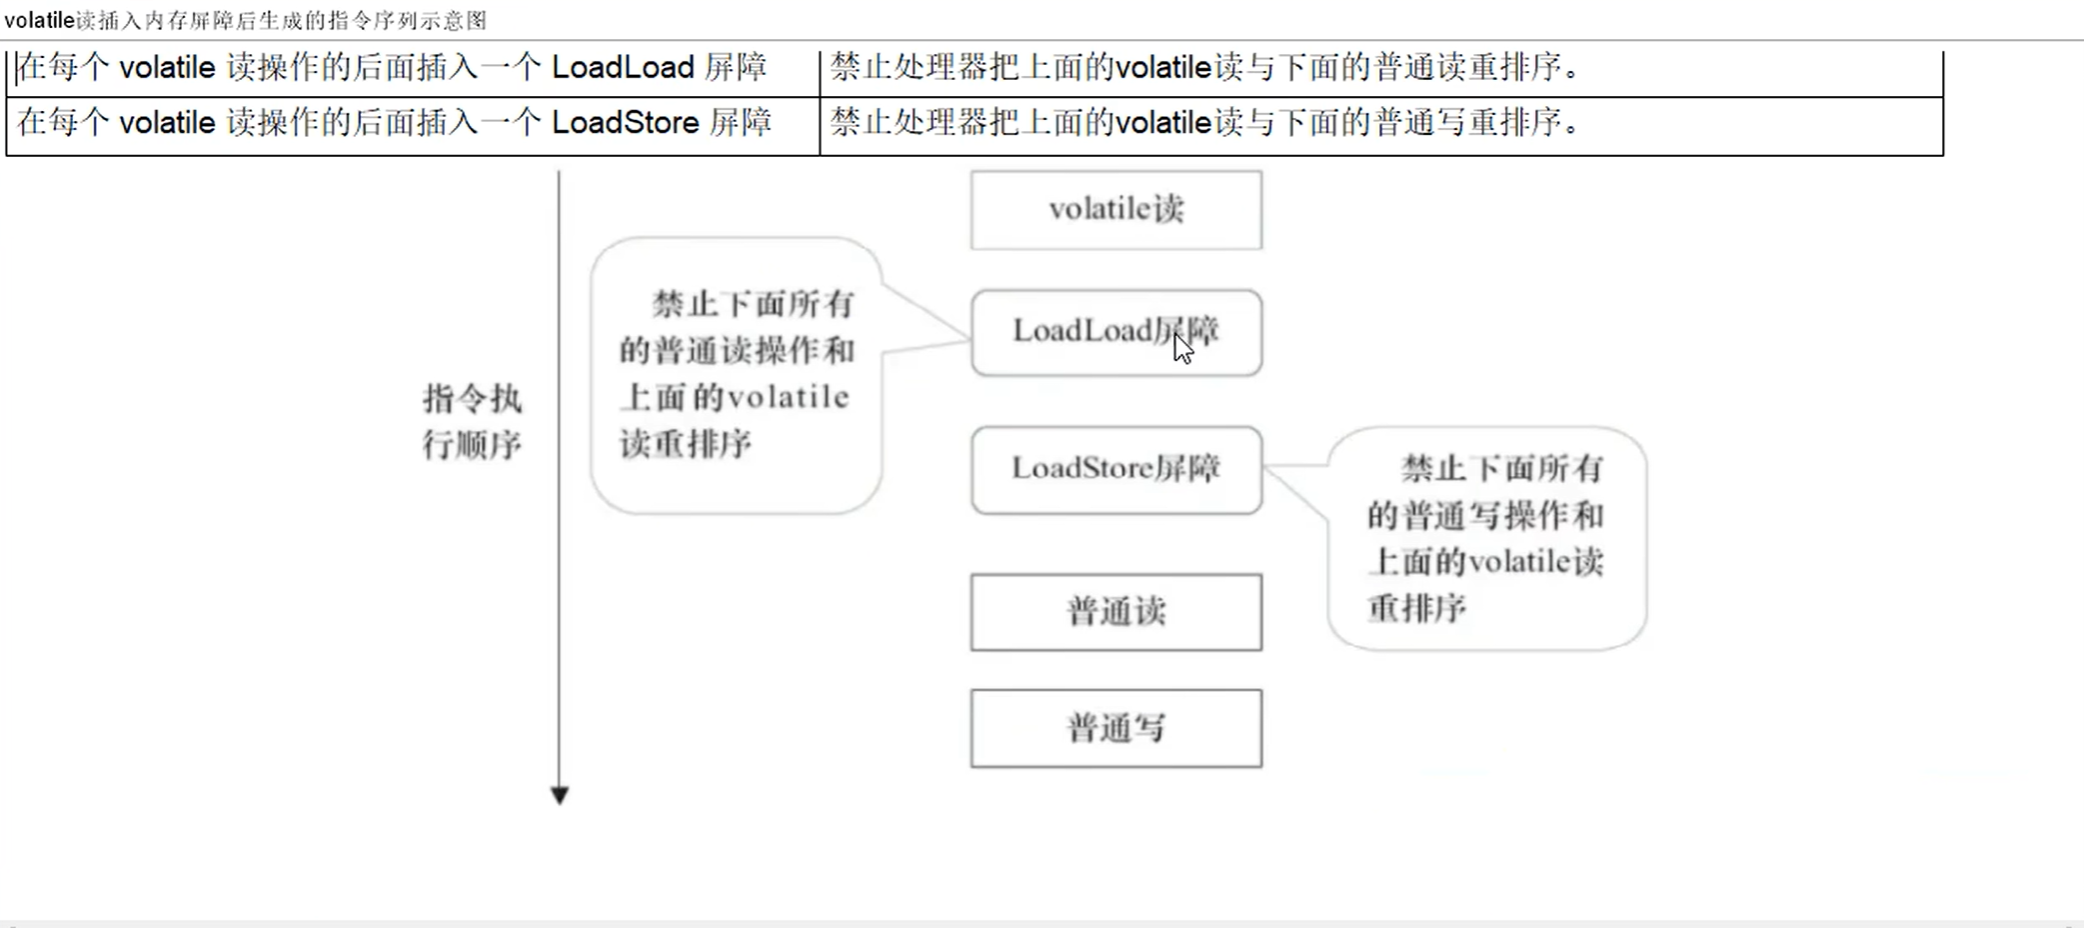 volatile读插入内存屏障后生成的指令序列示意图
在每个 volatile 读操作的后面插入一个 LoadLoad 屏障
禁止处理器把上面的volatile读与下面的普通读重排序。
在每个 volatile 读操作的后面插入一个 LoadStore 屏障
禁止处理器把上面的volatile读与下面的普通写重排序。
volatile读
禁止下面所有
的普通读操作和
上面的volatile
读重排序
LoadLoad屏障
指令执
行顺序
LoadStore屏障
禁止下面所有
的普通写操作和
上面的volatile读
重排序
普通读
普通写